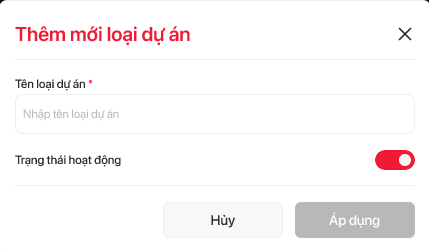 Thêm mới loại dự án
Tên loại dự án *
Nhập tên loại dự án
Trạng thái hoạt động
Hủy
Áp dụng